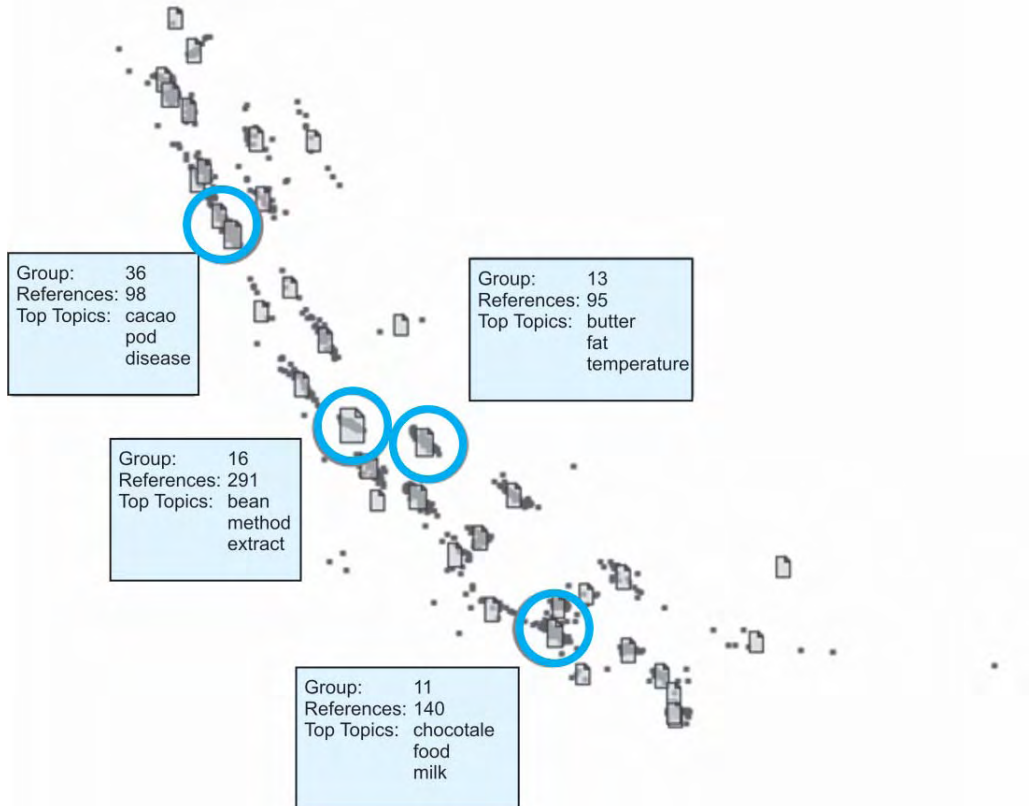 Group: 36
References: 98
Top Topics: cacao
pod
disease
Group: 13
References: 95
Top Topics: butter
fat
temperature
Group: 16
References: 291
Top Topics: bean
method
extract
Group: 11
References: 140
Top Topics: chocotale
food
milk